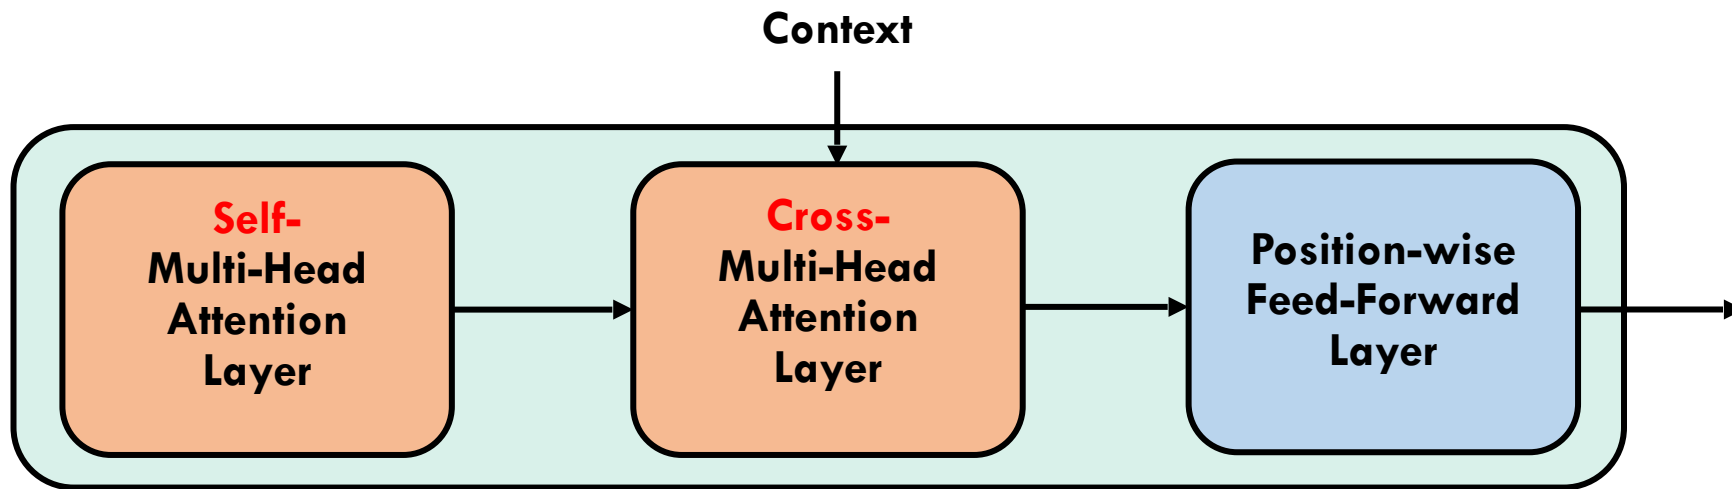 Context
Self-
Multi-Head
Attention
Layer
Cross-
Multi-Head
Attention
Layer
Position-wise
Feed-Forward
Layer